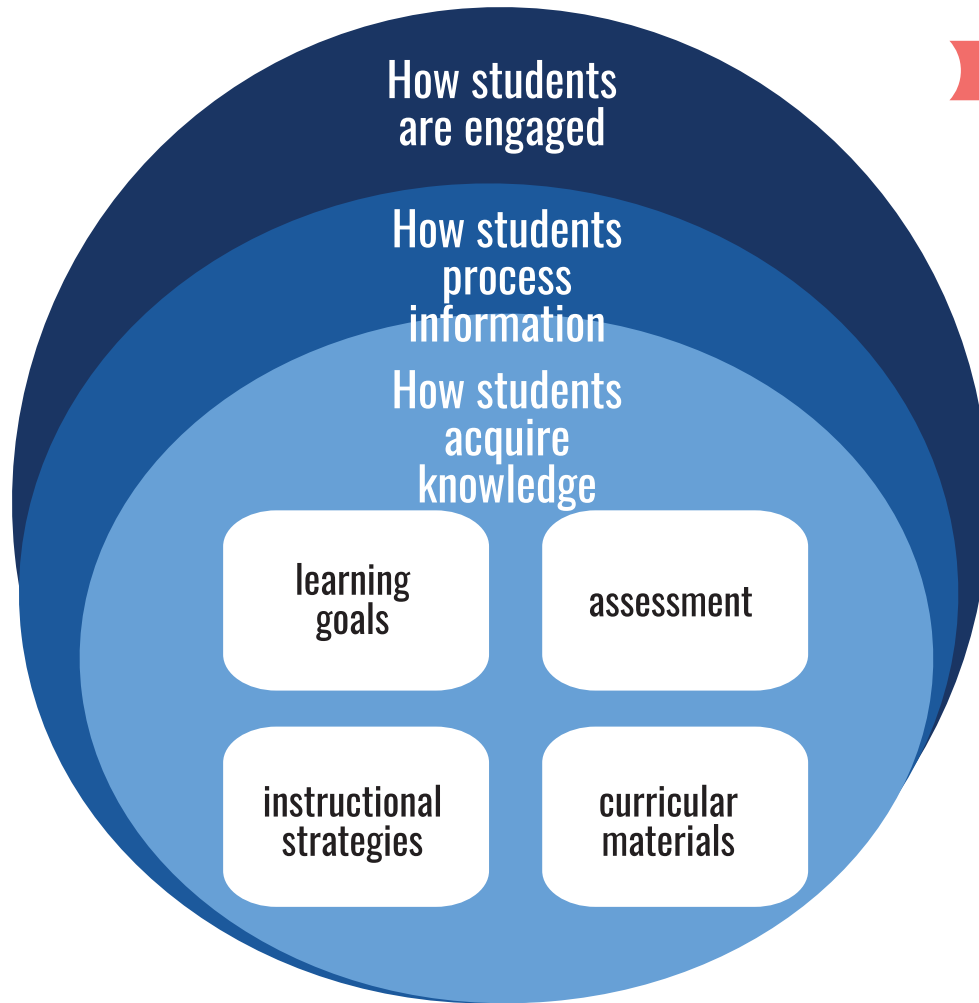 How students
are engaged
How students
process
information
How students
acquire
knowledge
learning
goals
assessment
instructional
strategies
curricular
materials